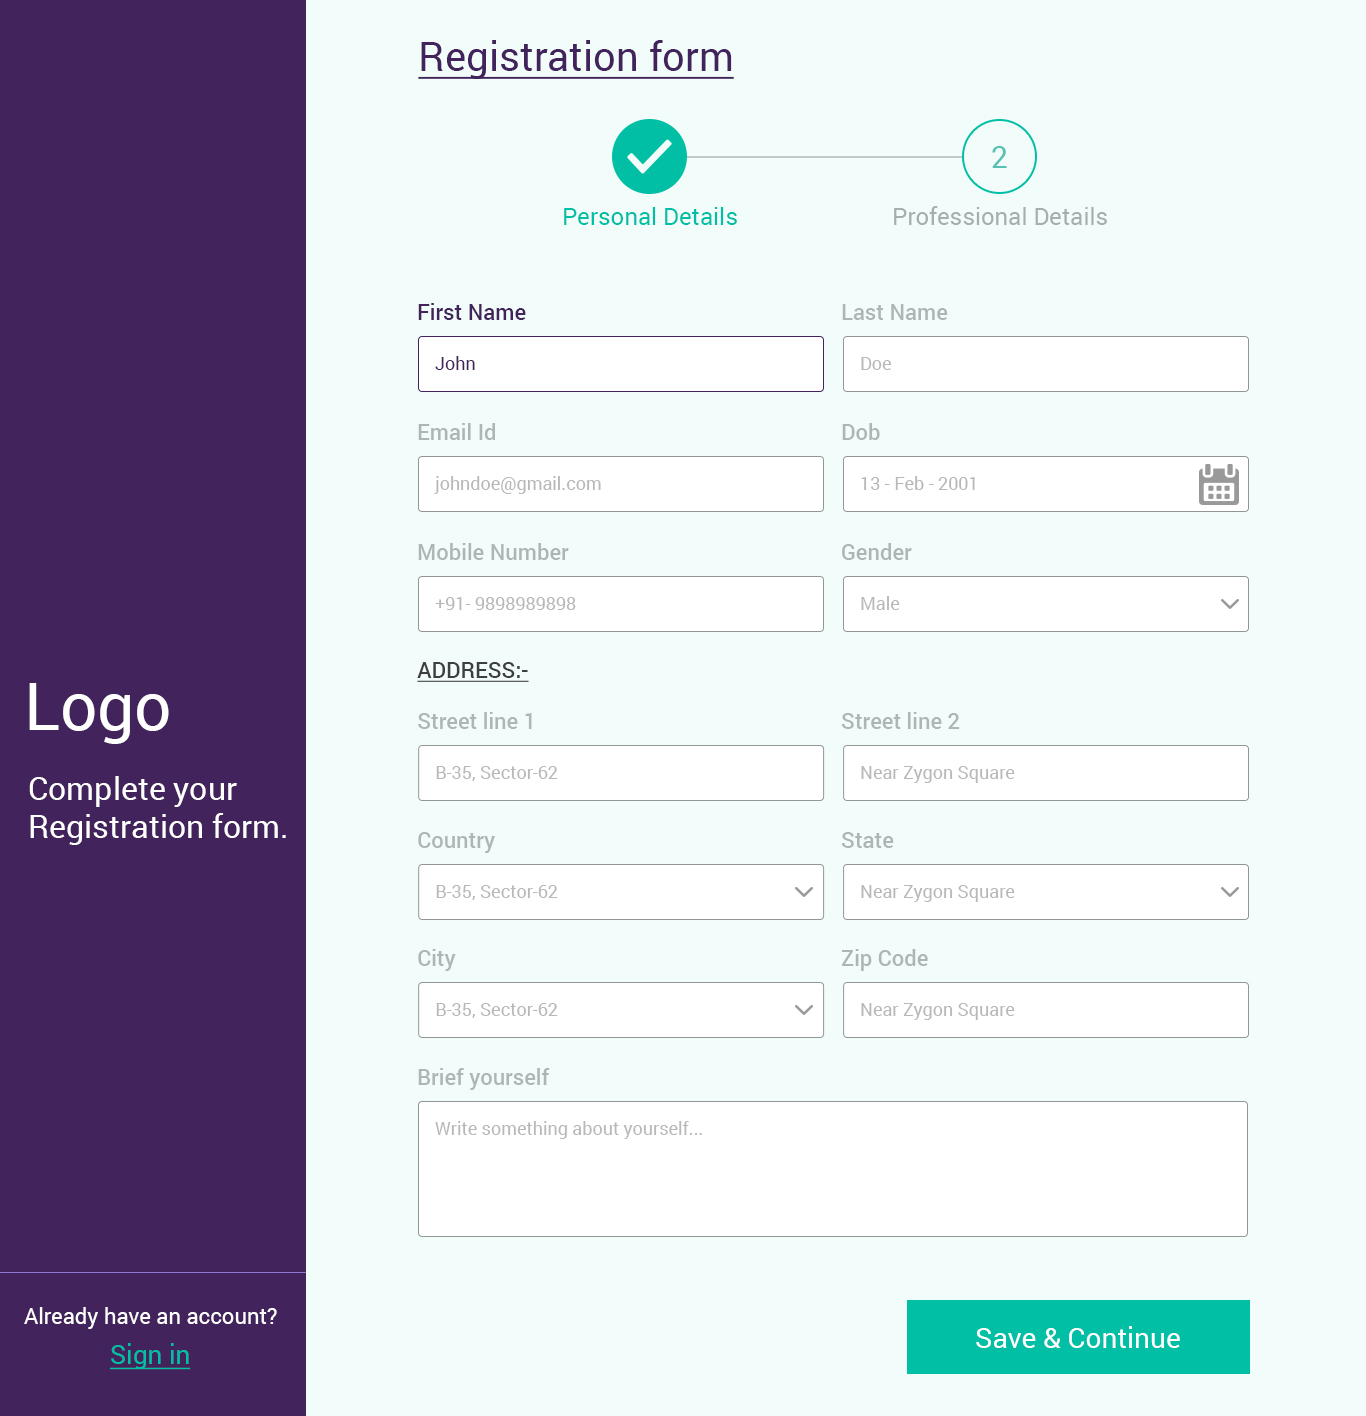 Registration form
2
Personal Details
Professional Details
First Name
Last Name
John
Doe
Email Id
Dob
johndoe@gmail.com
13 - Feb - 2001
Mobile Number
Gender
+91- 9898989898
Male
ADDRESS:-
Street line 1
Street line 2
B-35, Sector-62
Near Zygon Square
Country
State
B-35, Sector-62
Near Zygon Square
City
Zip Code
B-35, Sector-62
Near Zygon Square
Brief yourself
Write something about yourself...
Save & Continue
Logo
Complete your
Registration form.
Already have an account?
Sign in